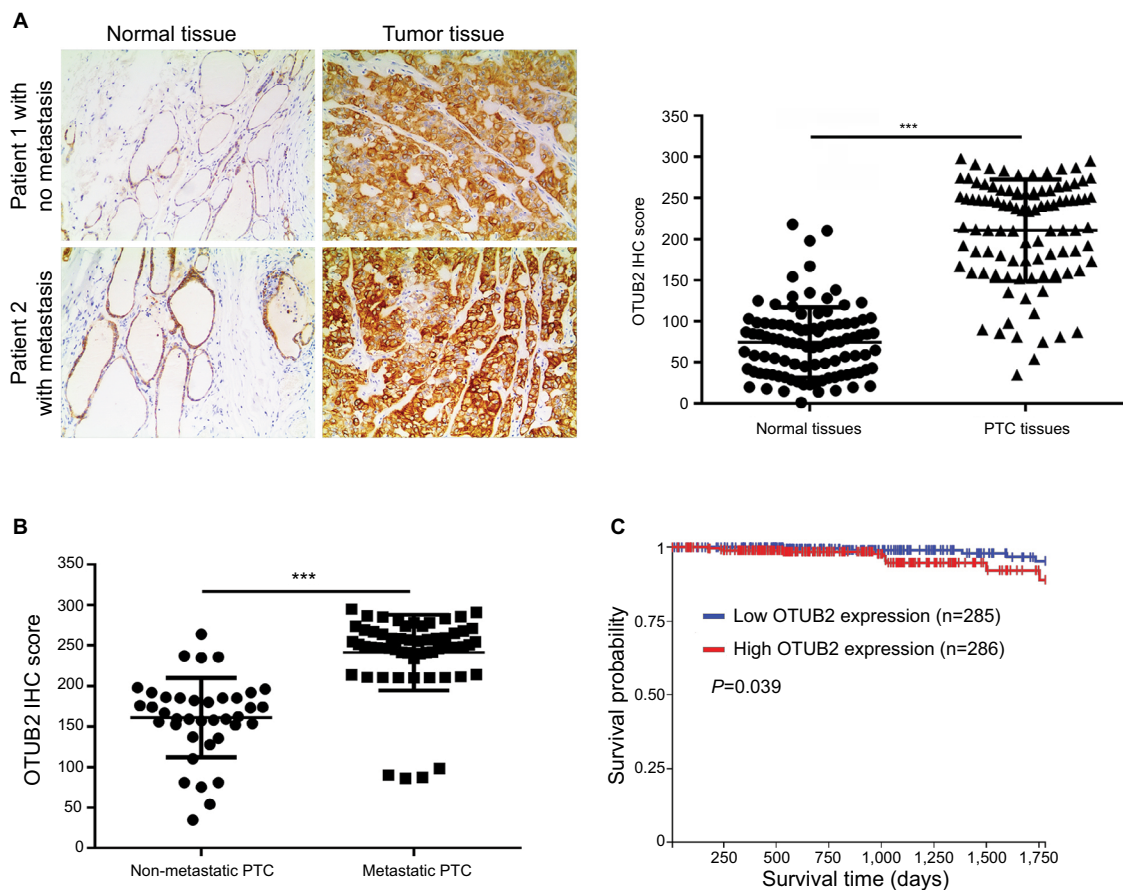 A
Normal tissue
Tumor tissue
Patient 1 with
no metastasis
Patient 2
with metastasis
OTUB2 IHC score
350
300
250
200
150
100
50
0
***
Normal tissues
PTC tissues
B
OTUB2 IHC score
350
300
250
200
150
100
50
0
***
Non-metastatic PTC
Metastatic PTC
C
Survival probability
1
0.75
0.50
0.25
0
Low OTUB2 expression (n=285)
High OTUB2 expression (n=286)
P=0.039
250
500
750
1,000
1,250
1,500
1,750
Survival time (days)